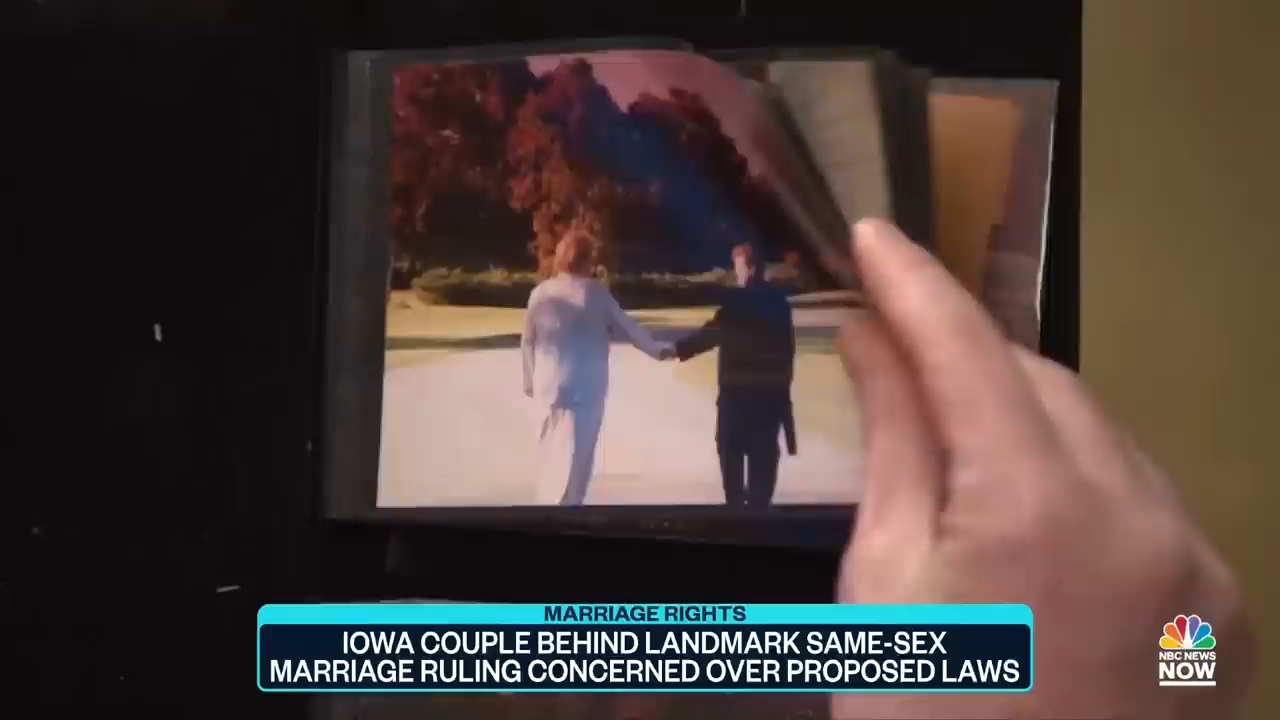 MARRIAGE RIGHTS
IOWA COUPLE BEHIND LANDMARK SAME-SEX
MARRIAGE RULING CONCERNED OVER PROPOSED LAWS
NBC NEWS
NOW